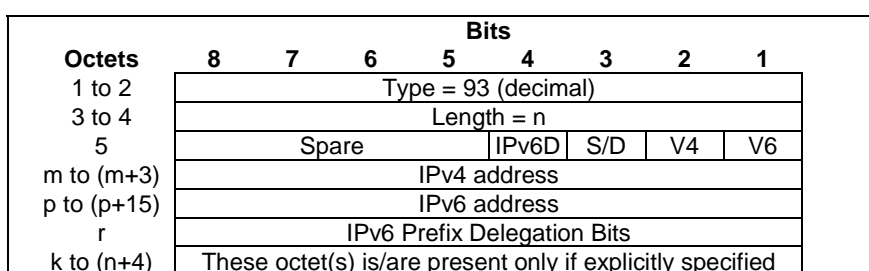 Bits
Octets 8 7 6 5 4 3 2 1
1 to 2 Type = 93 (decimal)
3 to 4 Length = n
5 Spare IPv6D S/D V4 V6
m to (m+3) IPv4 address
p to (p+15) IPv6 address
r IPv6 Prefix Delegation Bits
k to (n+4) These octet(s) is/are present only if explicitly specified